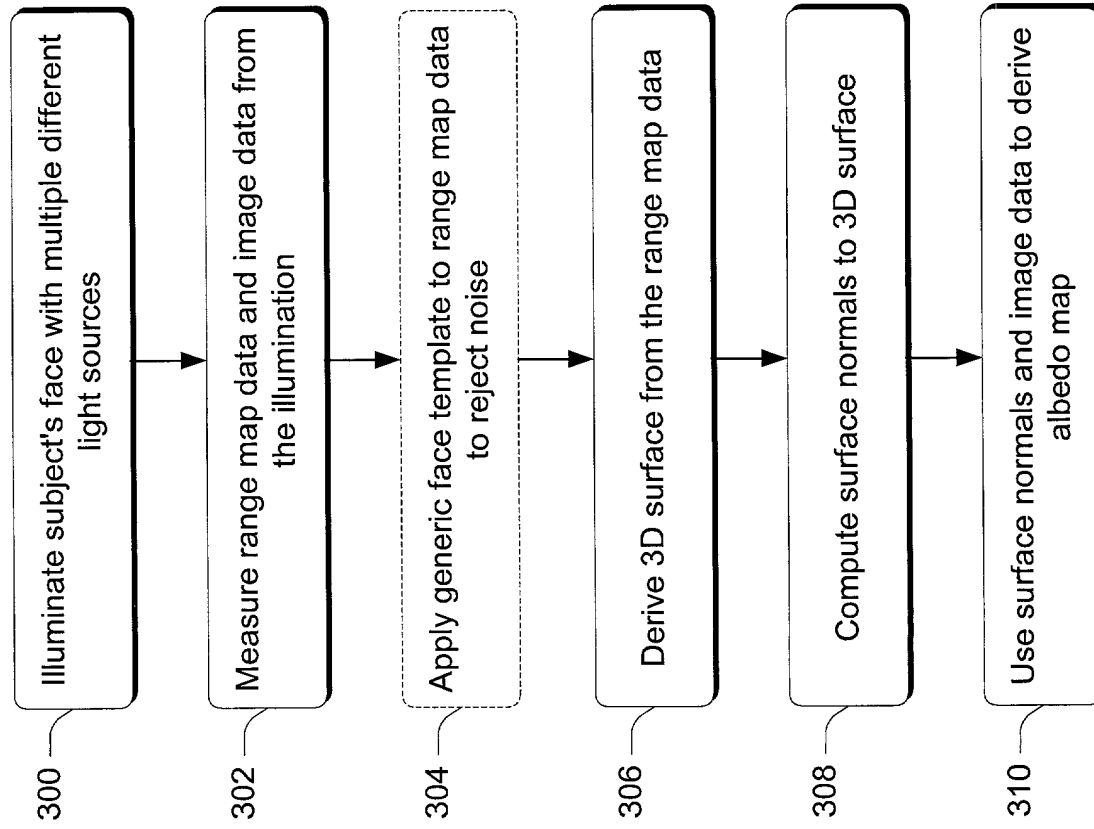 300
Illuminate subject's face with multiple different
light sources
302
Measure range map data and image data from
the illumination
304
Apply generic face template to range map data
to reject noise
306
Derive 3D surface from the range map data
308
Compute surface normals to 3D surface
310
Use surface normals and image data to derive
albedo map